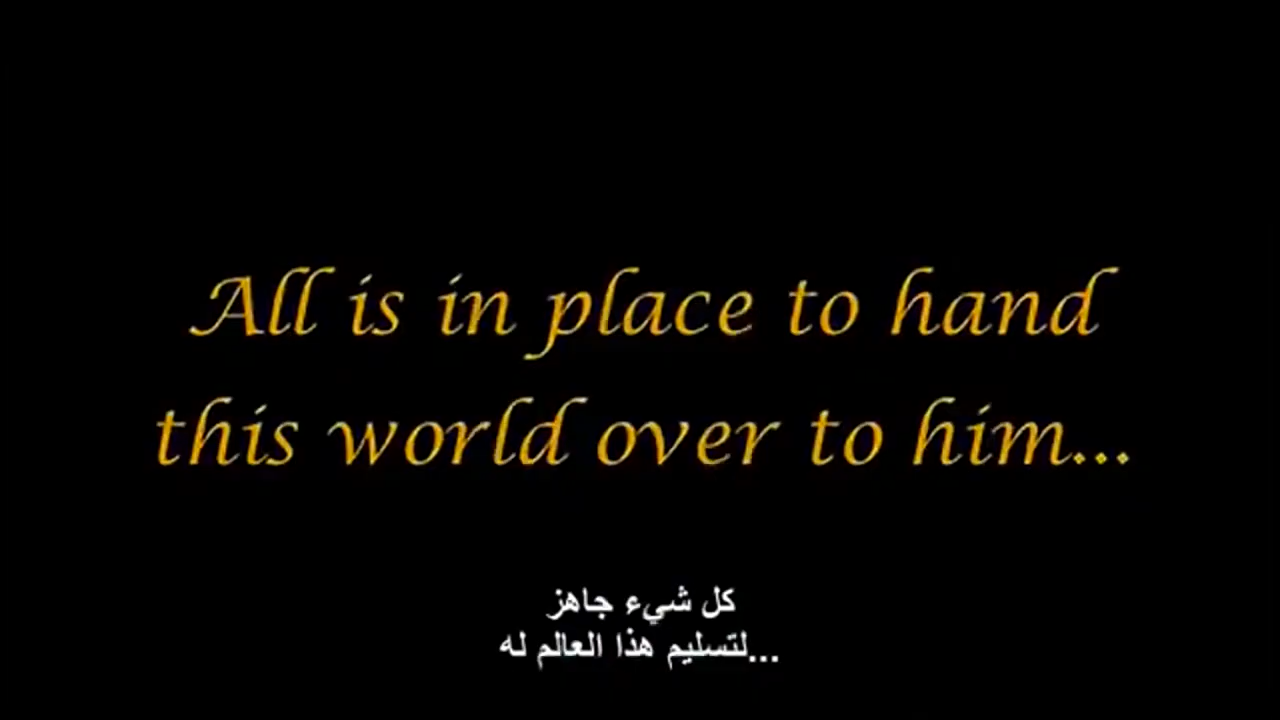 All is in place to hand
this world over to him...
كل شيء جاهز
لتسليم هذا العالم له...